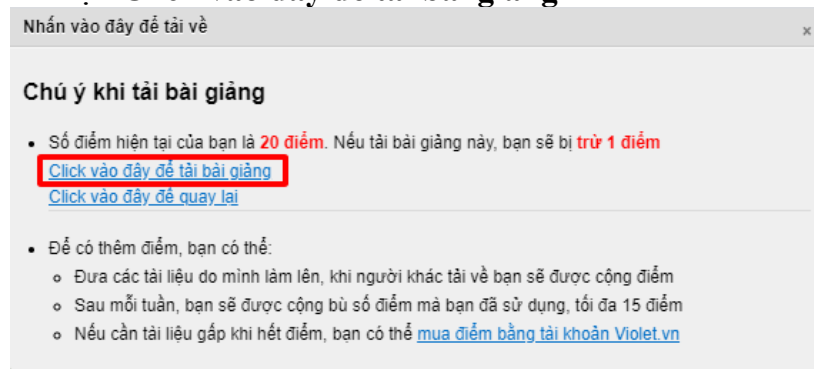 Nhấn vào đây để tải về
×
Chú ý khi tải bài giảng
• Số điểm hiện tại của bạn là 20 điểm. Nếu tải bài giảng này, bạn sẽ bị trừ 1 điểm
Click vào đây để tải bài giảng
Click vào đây để quay lại
• Để có thêm điểm, bạn có thể:
Đưa các tài liệu do mình làm lên, khi người khác tải về bạn sẽ được cộng điểm
Sau mỗi tuần, bạn sẽ được cộng bù số điểm mà bạn đã sử dụng, tối đa 15 điểm
Nếu cần tài liệu gấp khi hết điểm, bạn có thể mua điểm bằng tài khoản Violet.vn